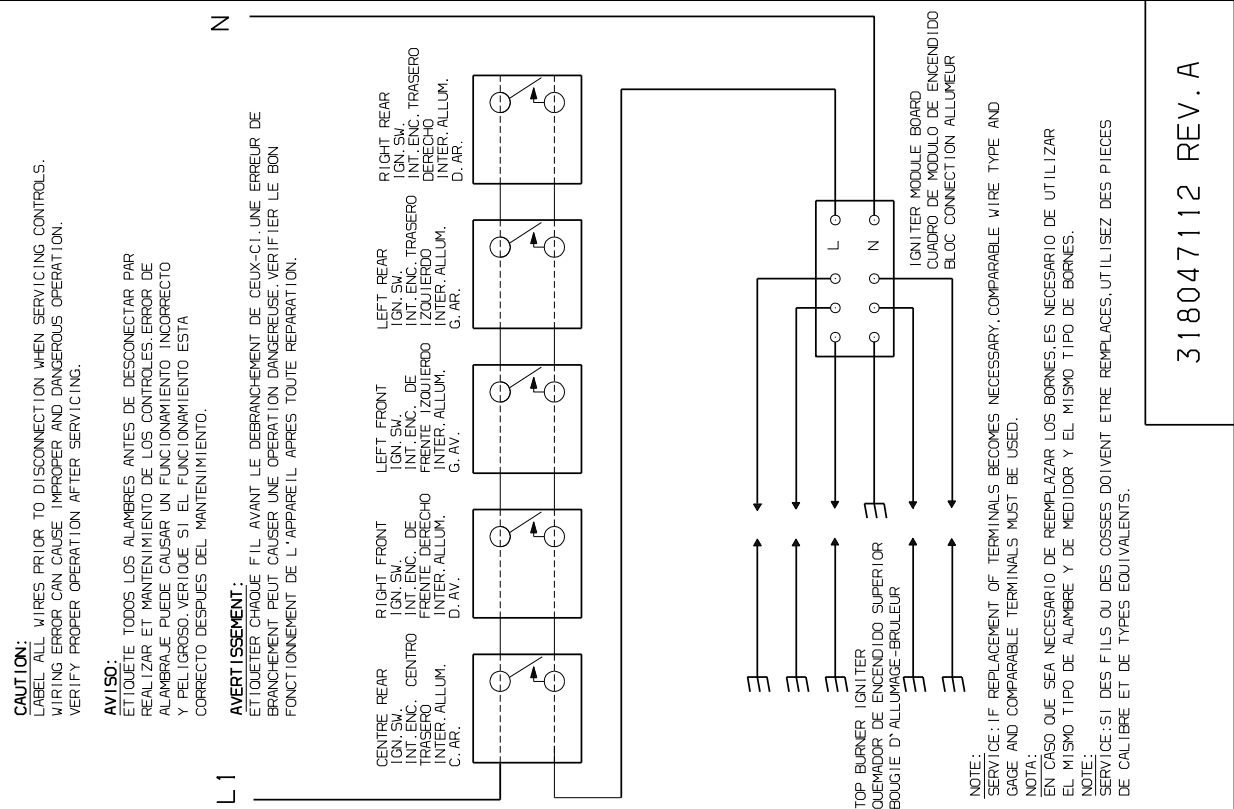 CAUTION:
LABEL ALL WIRES PRIOR TO DISCONNECTION WHEN SERVICING CONTROLS.
WIRING ERROR CAN CAUSE IMPROPER AND DANGEROUS OPERATION.
VERIFY PROPER OPERATION AFTER SERVICING.
AVISO:
ETIQUETE TODOS LOS ALAMBRES ANTES DE DESCONECTAR PAR
REALIZAR ET MANTENIMIENTO DE LOS CONTROLES.ERROR DE
ALAMBRAJE PUEDE CAUSAR UN FUNCIONAMIENTO INCORRECTO
Y PELIGROSO.VERIQUE SI EL FUNCIONAMIENTO ESTA
CORRECTO DESPUES DEL MANTENIMIENTO.
AVERTISSEMENT:
ETIQUETER CHAQUE FIL AVANT LE DEBRANCHEMENT DE CEUX-CI.UNE ERREUR DE
BRANCHEMENT PEUT CAUSER UNE OPERATION DANGEREUSE.VERIFIER LE BON
FONCTIONNEMENT DE L'APPAREIL APRES TOUTE REPARATION.
L1
N
CENTRE REAR
IGN. SW.
INT. ENC. CENTRO
TRASERO
INTER. ALLUM.
C. AR.
RIGHT FRONT
IGN. SW.
INT. ENC. DE
FRENTE DERECHO
INTER. ALLUM.
D. AV.
LEFT FRONT
IGN. SW.
INT. ENC. DE
FRENTE IZQUIERDO
INTER. ALLUM.
G. AV.
LEFT REAR
IGN. SW.
INT. ENC. TRASERO
IZQUIERDO
INTER. ALLUM.
G. AR.
RIGHT REAR
IGN. SW.
INT. ENC. TRASERO
DERECHO
INTER. ALLUM.
D. AR.
L
N
IGNITER MODULE BOARD
CUADRO DE MODULO DE ENCENDIDO
BLOC CONNECTION ALLUMEUR
TOP BURNER IGNITER
QUEMADOR DE ENCENDIDO SUPERIOR
BOUGIE D'ALLUMAGE-BRULEUR
NOTE:
SERVICE:IF REPLACEMENT OF TERMINALS BECOMES NECESSARY,COMPARABLE WIRE TYPE AND
GAGE AND COMPARABLE TERMINALS MUST BE USED.
NOTA:
EN CASO QUE SEA NECESARIO DE REEMPLAZAR LOS BORNES,ES NECESARIO DE UTILIZAR
EL MISMO TIPO DE ALAMBRE Y DE MEDIDOR Y EL MISMO TIPO DE BORNES.
NOTE:
SERVICE:SI DES FILS OU DES COSSES DOIVENT ETRE REMPLACES,UTILISEZ DES PIECES
DE CALIBRE ET DE TYPES EQUIVALENTS.
318047112 REV. A